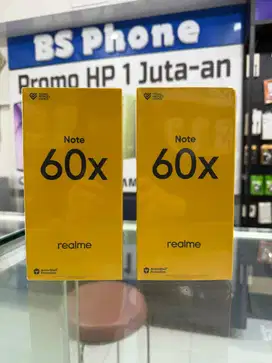 BS Phone
Promo HP 1 Juta-an
Note
60x
realme
Note
60x
realme